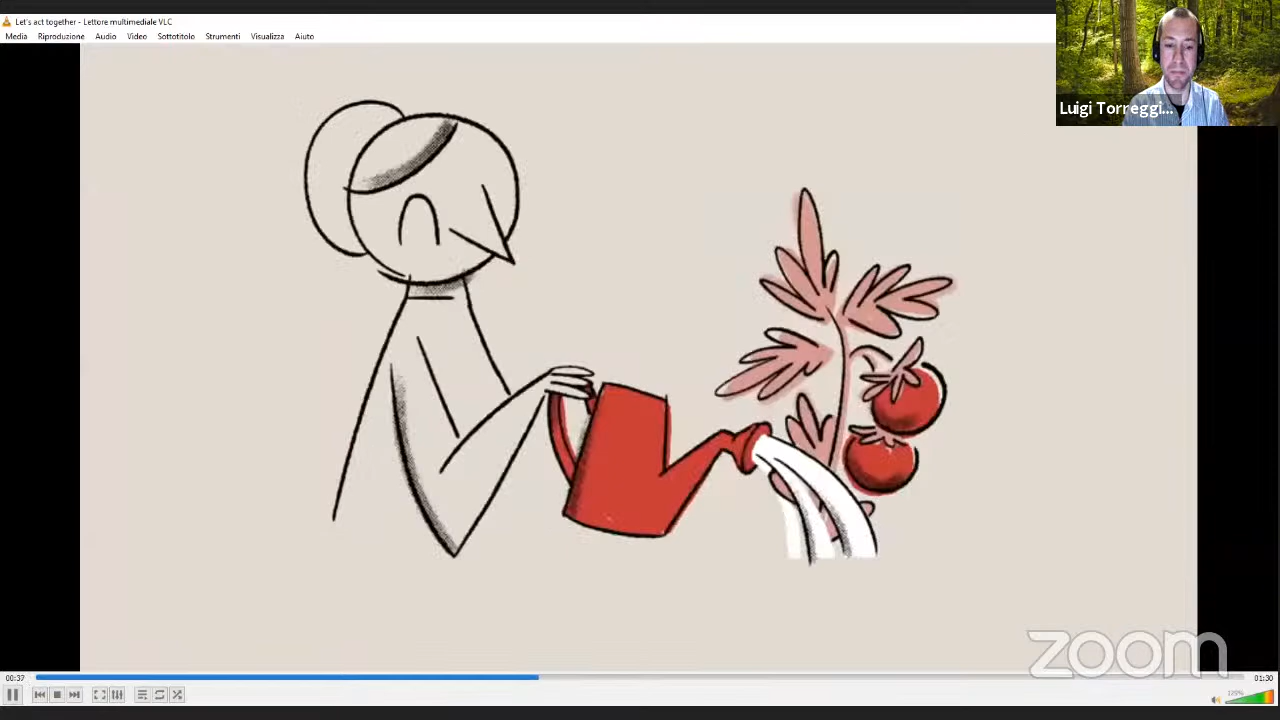 Let's act together - Lettore multimediale VLC
Media Riproduzione Audio Video Sottotitolo Strumenti Visualizza Aiuto
Luigi Torreggi...
zoom
00:37
01:30
125%